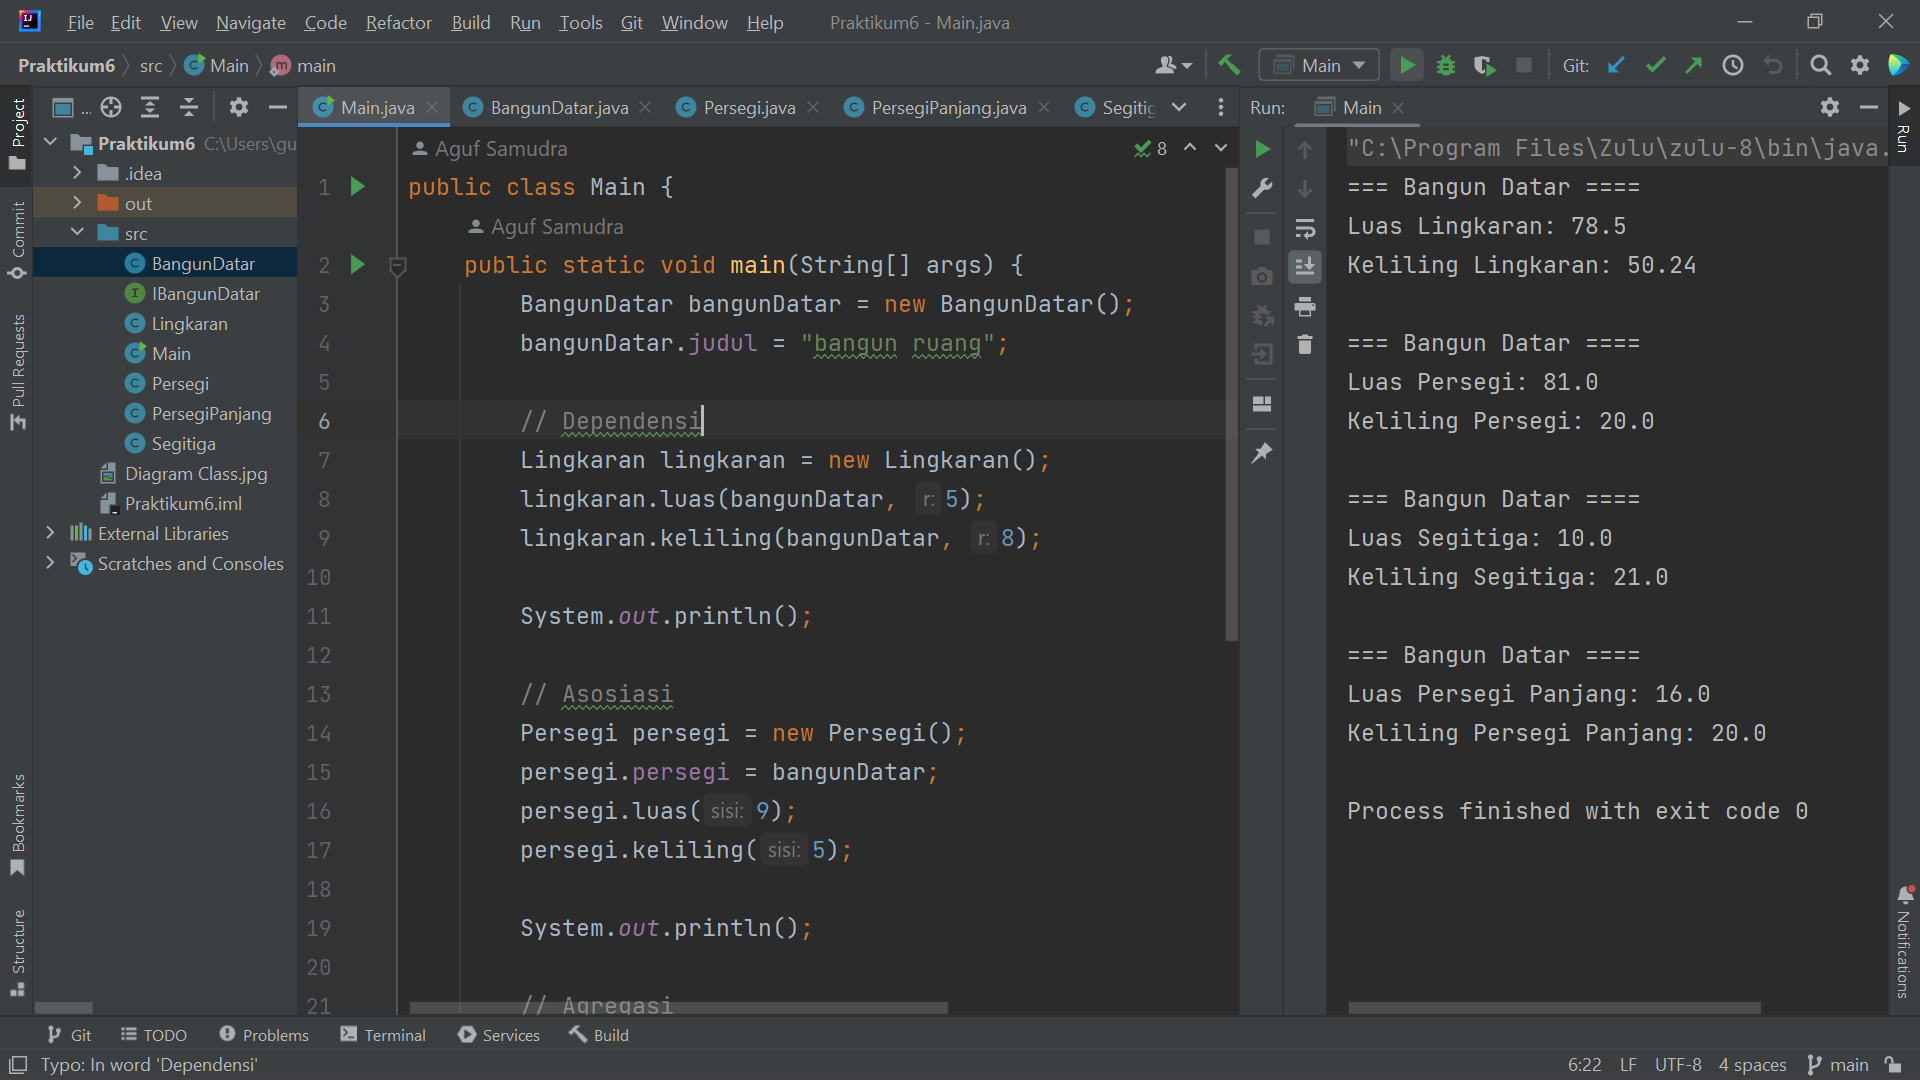 File Edit View Navigate Code Refactor Build Run Tools Git Window Help Praktikum6 - Main.java
Praktikum6 src Main main Main Git:
Project
Commit
Pull Requests
Bookmarks
Structure
...
Praktikum6 C:\Users\gu
.idea
out
src
BangunDatar
IBangunDatar
Lingkaran
Main
Persegi
PersegiPanjang
Segitiga
Diagram Class.jpg
Praktikum6.iml
External Libraries
Scratches and Consoles
Main.java BangunDatar.java Persegi.java PersegiPanjang.java Segitig
Aguf Samudra 8
1 public class Main {
Aguf Samudra
2 public static void main(String[] args) {
3 BangunDatar bangunDatar = new BangunDatar();
4 bangunDatar.judul = "bangun ruang";
5
6 // Dependensi
7 Lingkaran lingkaran = new Lingkaran();
8 lingkaran.luas(bangunDatar, r: 5);
9 lingkaran.keliling(bangunDatar, r: 8);
10
11 System.out.println();
12
13 // Asosiasi
14 Persegi persegi = new Persegi();
15 persegi.persegi = bangunDatar;
16 persegi.luas( sisi: 9);
17 persegi.keliling( sisi: 5);
18
19 System.out.println();
20
21 // Agregasi
Run: Main
"C:\Program Files\Zulu\zulu-8\bin\java.
=== Bangun Datar ====
Luas Lingkaran: 78.5
Keliling Lingkaran: 50.24
=== Bangun Datar ====
Luas Persegi: 81.0
Keliling Persegi: 20.0
=== Bangun Datar ====
Luas Segitiga: 10.0
Keliling Segitiga: 21.0
=== Bangun Datar ====
Luas Persegi Panjang: 16.0
Keliling Persegi Panjang: 20.0
Process finished with exit code 0
Run
Notifications
Git TODO Problems Terminal Services Build
Typo: In word 'Dependensi' 6:22 LF UTF-8 4 spaces main